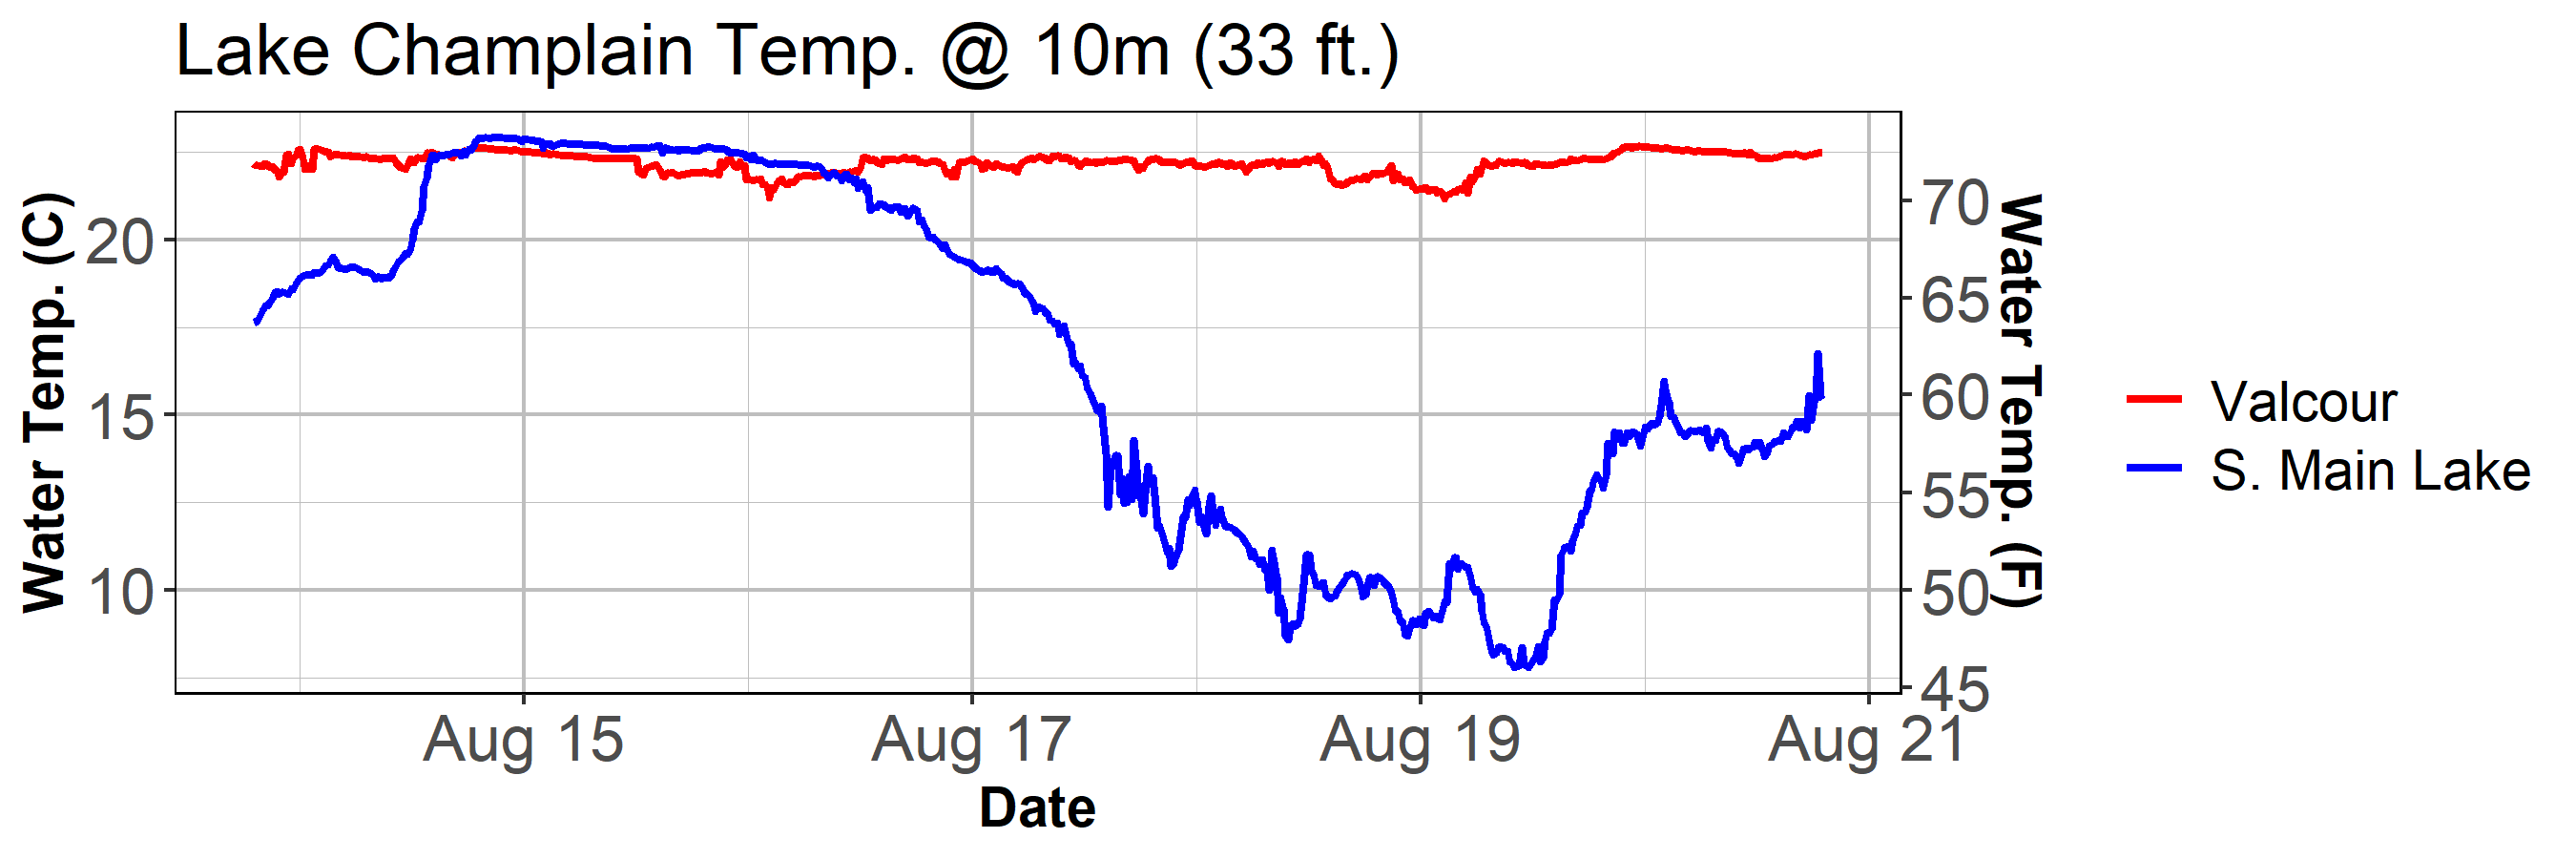 Lake Champlain Temp. @ 10m (33 ft.)
Water Temp. (C)
20
15
10
70
65
60
55
50
45
Water Temp. (F)
Aug 15
Aug 17
Aug 19
Aug 21
Date
Valcour
S. Main Lake